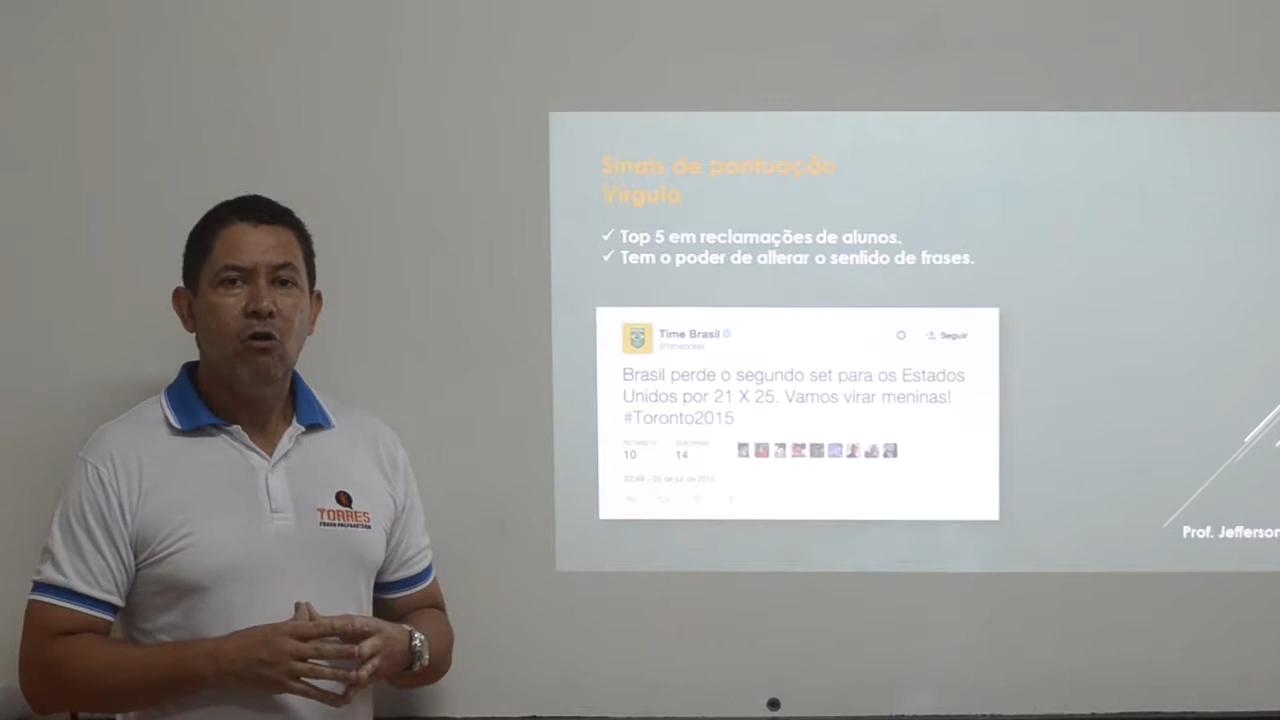 Sinais de pontuação
Vírgula
✓ Top 5 em reclamações de alunos.
✓ Tem o poder de alterar o sentido de frases.
Time Brasil
Seguir
Brasil perde o segundo set para os Estados
Unidos por 21 X 25. Vamos virar meninas!
#Toronto2015
10 14
TORRES
Prof. Jefferson